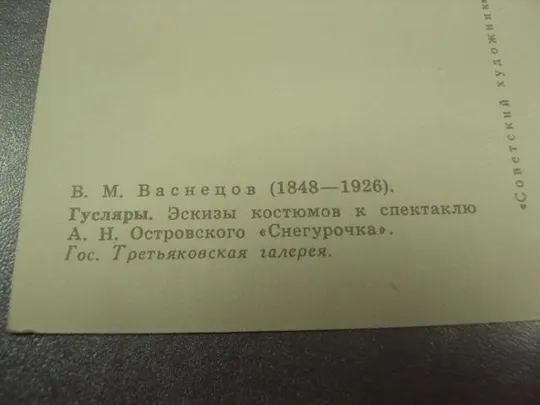 В. М. Васнецов (1848—1926).
Гусляры. Эскизы костюмов к спектаклю
А. Н. Островского «Снегурочка».
Гос. Третьяковская галерея.
«Советский художник